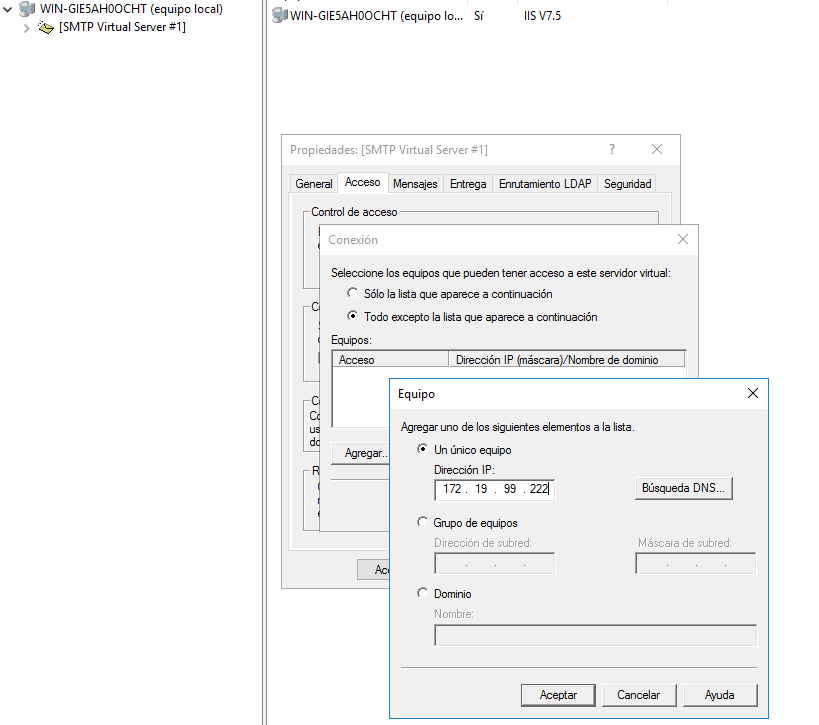 WIN-GIE5AH0OCHT (equipo local)
[SMTP Virtual Server #1]
WIN-GIE5AH0OCHT (equipo lo... Sí IIS V7.5
Propiedades: [SMTP Virtual Server #1]
General Acceso Mensajes Entrega Enrutamiento LDAP Seguridad
Control de acceso
Conexión
Seleccione los equipos que pueden tener acceso a este servidor virtual:
Sólo la lista que aparece a continuación
Todo excepto la lista que aparece a continuación
Equipos:
Acceso Dirección IP (máscara)/Nombre de dominio
Agregar..
Equipo
Agregar uno de los siguientes elementos a la lista.
Un único equipo
Dirección IP:
172 . 19 . 99 . 222
Búsqueda DNS...
Grupo de equipos
Dirección de subred: Máscara de subred:
Dominio
Nombre:
Aceptar Cancelar Ayuda